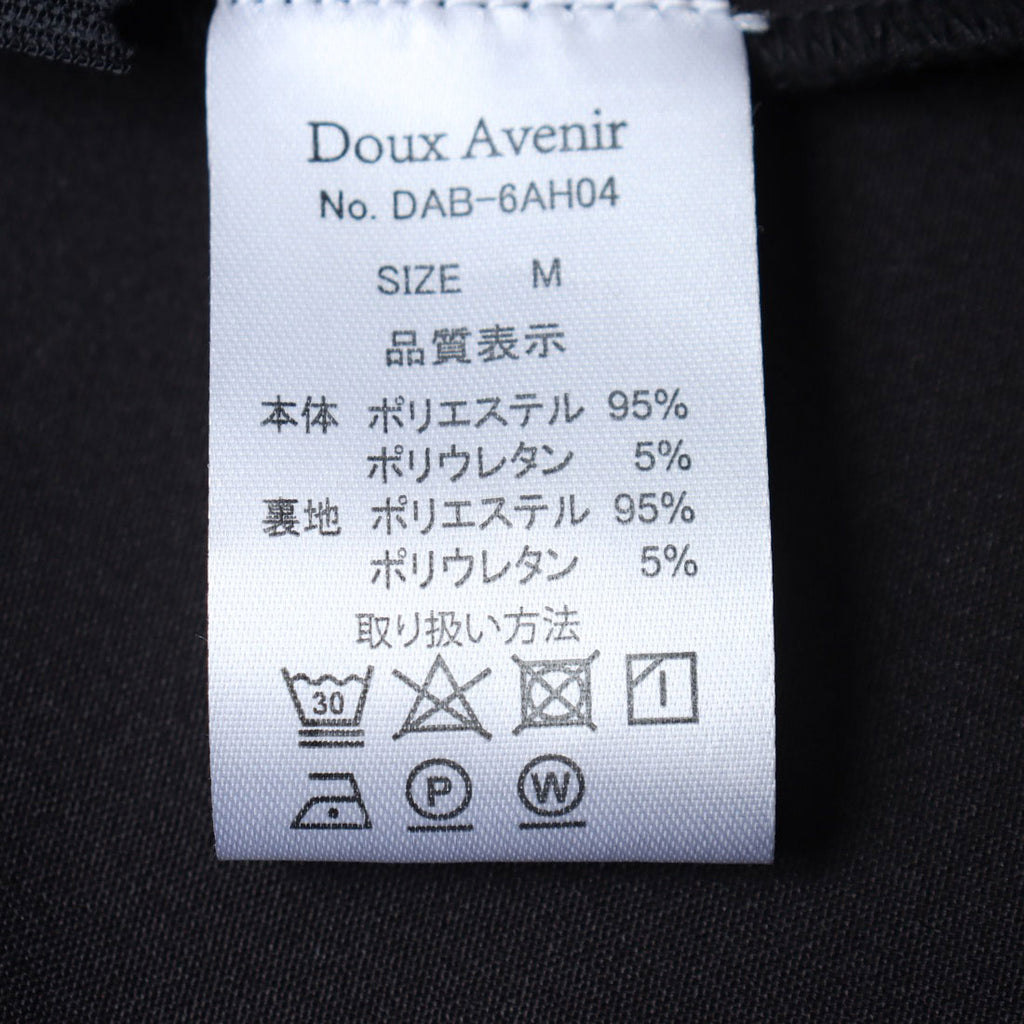 Doux Avenir
No. DAB-6AH04
SIZE M
品質表示
本体 ポリエステル 95%
ポリウレタン 5%
裏地 ポリエステル 95%
ポリウレタン 5%
取り扱い方法
30
P W